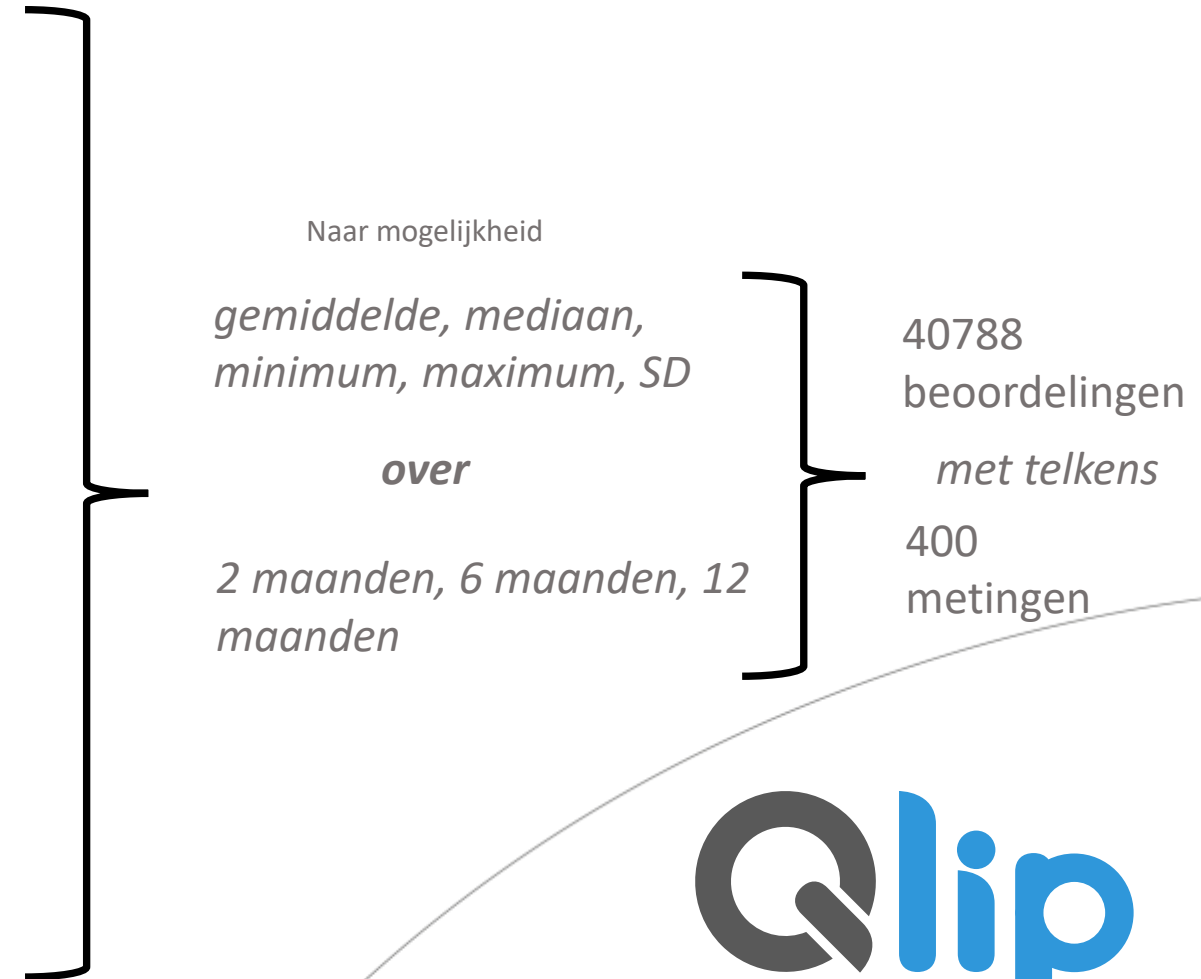 Naar mogelijkheid
gemiddelde, mediaan,
minimum, maximum, SD
over
2 maanden, 6 maanden, 12
maanden
40788
beoordelingen
met telkens
400
metingen
Qlip